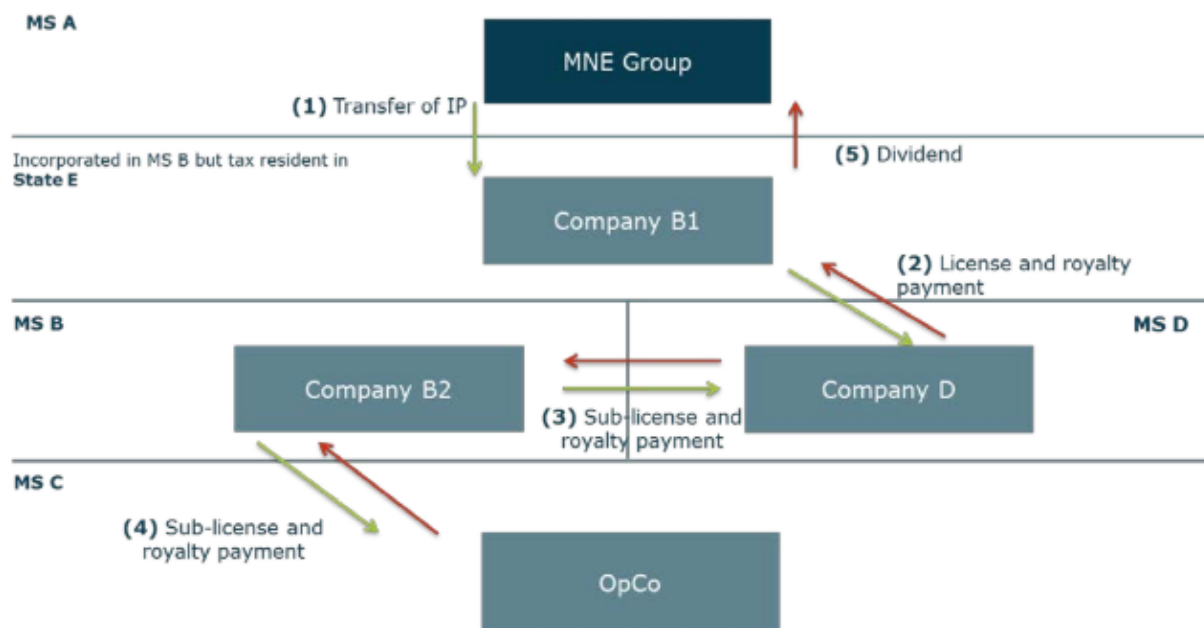 MS A
MNE Group
(1) Transfer of IP
Incorporated in MS B but tax resident in
State E
(5) Dividend
Company B1
(2) License and royalty
payment
MS B
MS D
Company B2
Company D
(3) Sub-license and
royalty payment
MS C
(4) Sub-license and
royalty payment
OpCo